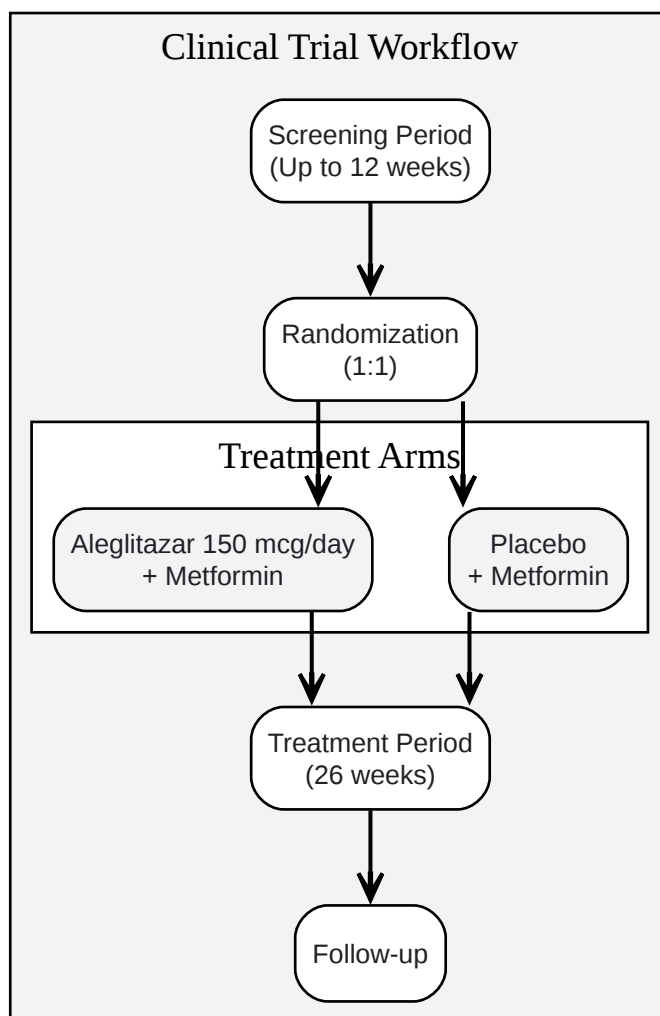 Clinical Trial Workflow
Screening Period
(Up to 12 weeks)
Randomization
(1:1)
Treatment Arms
Aleglitazar 150 mcg/day
+ Metformin
Placebo
+ Metformin
Treatment Period
(26 weeks)
Follow-up